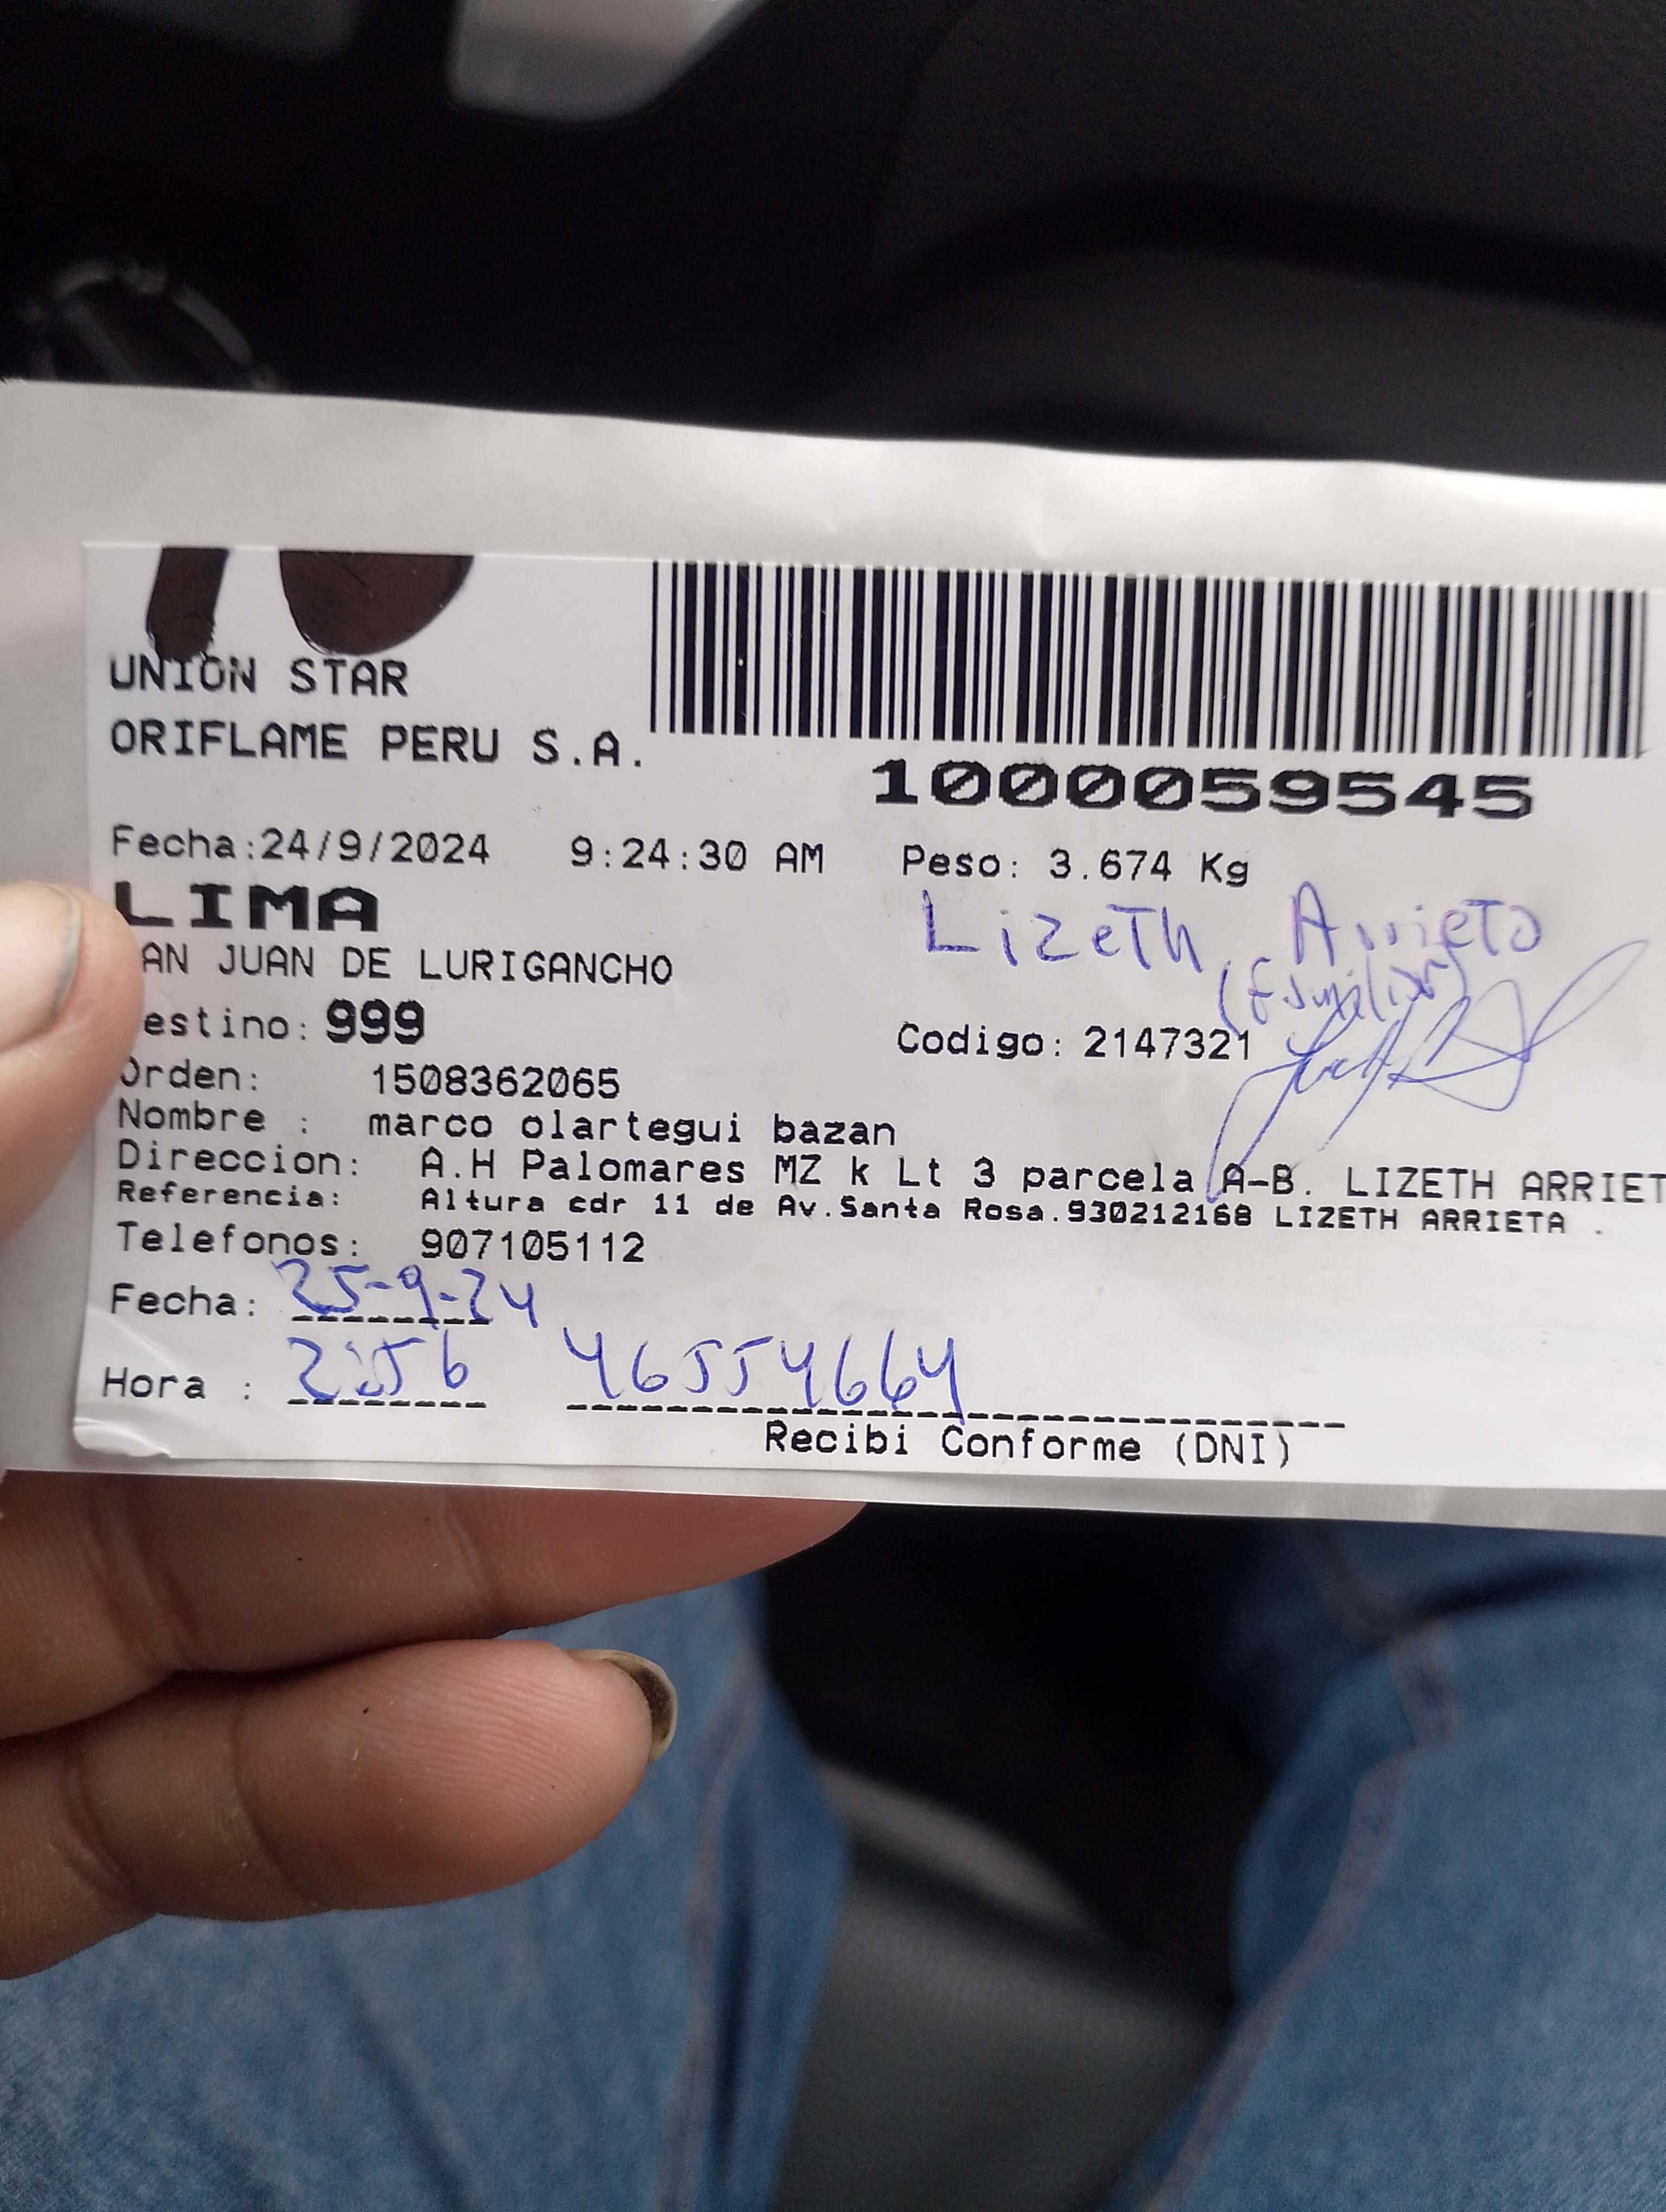 UNION STAR
ORIFLAME PERU S.A.
1000059545
Fecha:24/9/2024 9:24:30 AM Peso: 3.674 Kg
LIMA
Lizeth Arrieta
AN JUAN DE LURIGANCHO
(Familiar)
estino: 999
Codigo: 2147321
Orden: 1508362065
Nombre : marco olartegui bazan
Direccion: A.H Palomares MZ k Lt 3 parcela A-B. LIZETH ARRIET
Referencia: Altura cdr 11 de Av.Santa Rosa.930212168 LIZETH ARRIETA .
Telefonos: 907105112
Fecha: 25-9-24
Hora : 2:56 46554664
Recibi Conforme (DNI)